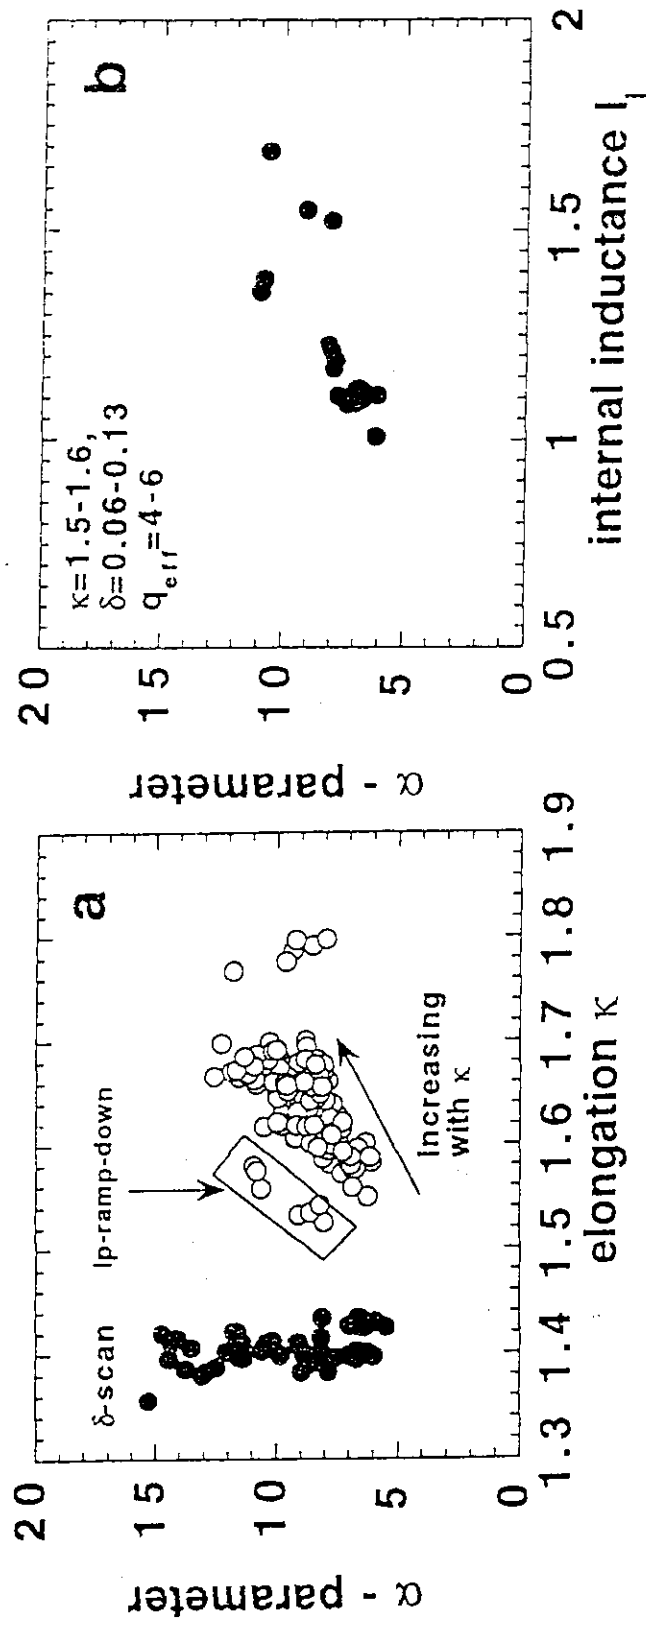 a
δ-scan
Ip-ramp-down
Increasing
with κ
20
15
10
5
0
α - parameter
1.3 1.4 1.5 1.6 1.7 1.8 1.9
elongation κ
b
κ=1.5-1.6,
δ=0.06-0.13
q_eff=4-6
20
15
10
5
0
α - parameter
0.5 1 1.5 2
internal inductance l_i